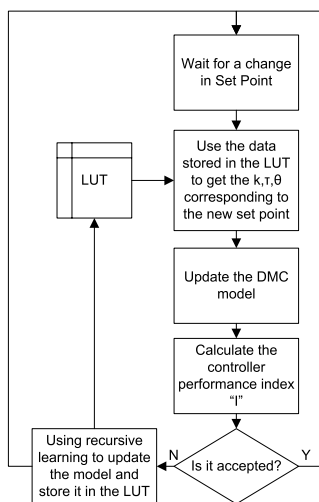 Wait for a change
in Set Point
LUT
Use the data
stored in the LUT
to get the k,τ,θ
corresponding to
the new set point
Update the DMC
model
Calculate the
controller
performance index
“I”
Is it accepted?
N
Y
Using recursive
learning to update
the model and
store it in the LUT